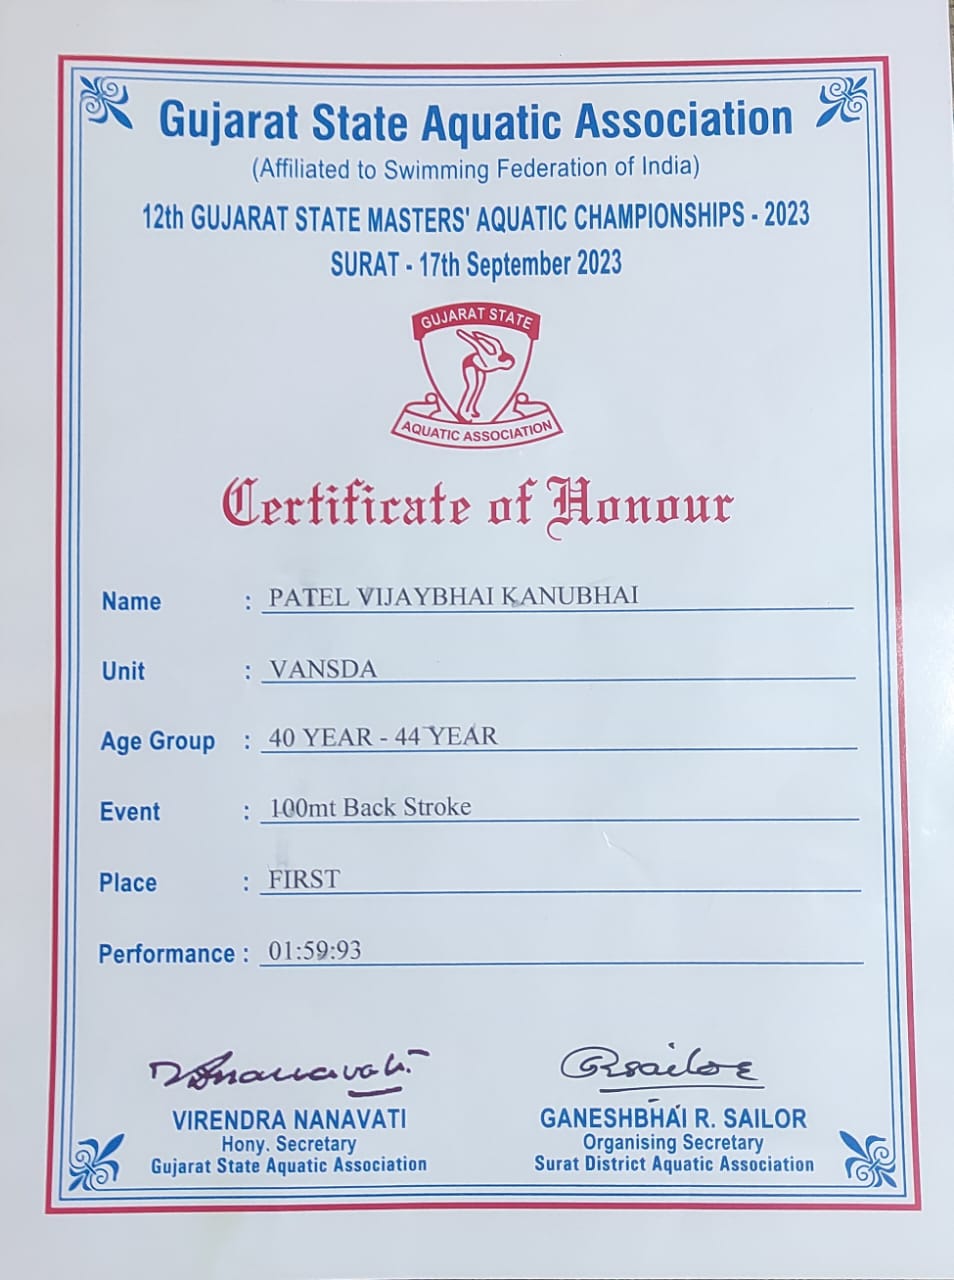 Gujarat State Aquatic Association
(Affiliated to Swimming Federation of India)
12th GUJARAT STATE MASTERS' AQUATIC CHAMPIONSHIPS - 2023
SURAT - 17th September 2023
GUJARAT STATE
AQUATIC ASSOCIATION
Certificate of Honour
Name : PATEL VIJAYBHAI KANUBHAI
Unit : VANSDA
Age Group : 40 YEAR - 44 YEAR
Event : 100mt Back Stroke
Place : FIRST
Performance : 01:59:93
VIRENDRA NANAVATI
Hony. Secretary
Gujarat State Aquatic Association
GANESHBHAI R. SAILOR
Organising Secretary
Surat District Aquatic Association